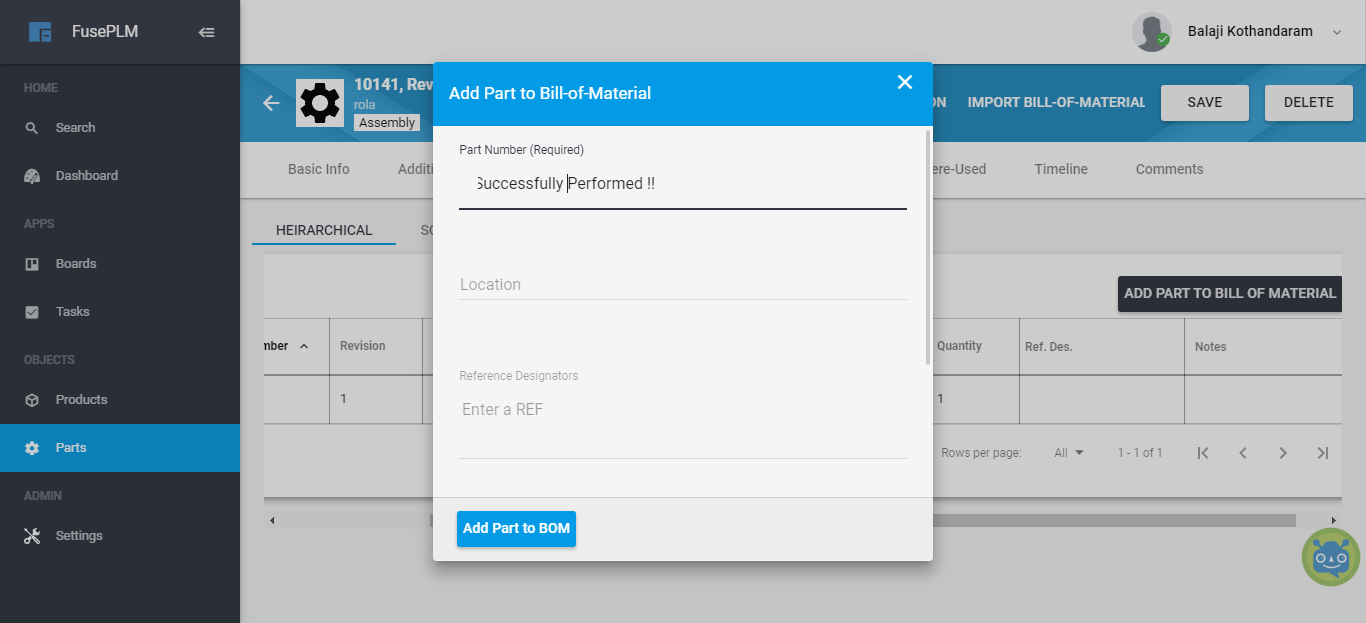 FusePLM
HOME
Search
Dashboard
APPS
Boards
Tasks
OBJECTS
Products
Parts
ADMIN
Settings
Balaji Kothandaram
10141, Rev
rola
Assembly
ON
IMPORT BILL-OF-MATERIAL
SAVE
DELETE
Basic Info
Additi
ere-Used
Timeline
Comments
HEIRARCHICAL
SC
ADD PART TO BILL OF MATERIAL
mber
Revision
Quantity
Ref. Des.
Notes
1
1
Rows per page:
All
1 - 1 of 1
Add Part to Bill-of-Material
Part Number (Required)
Successfully Performed !!
Location
Reference Designators
Enter a REF
Add Part to BOM